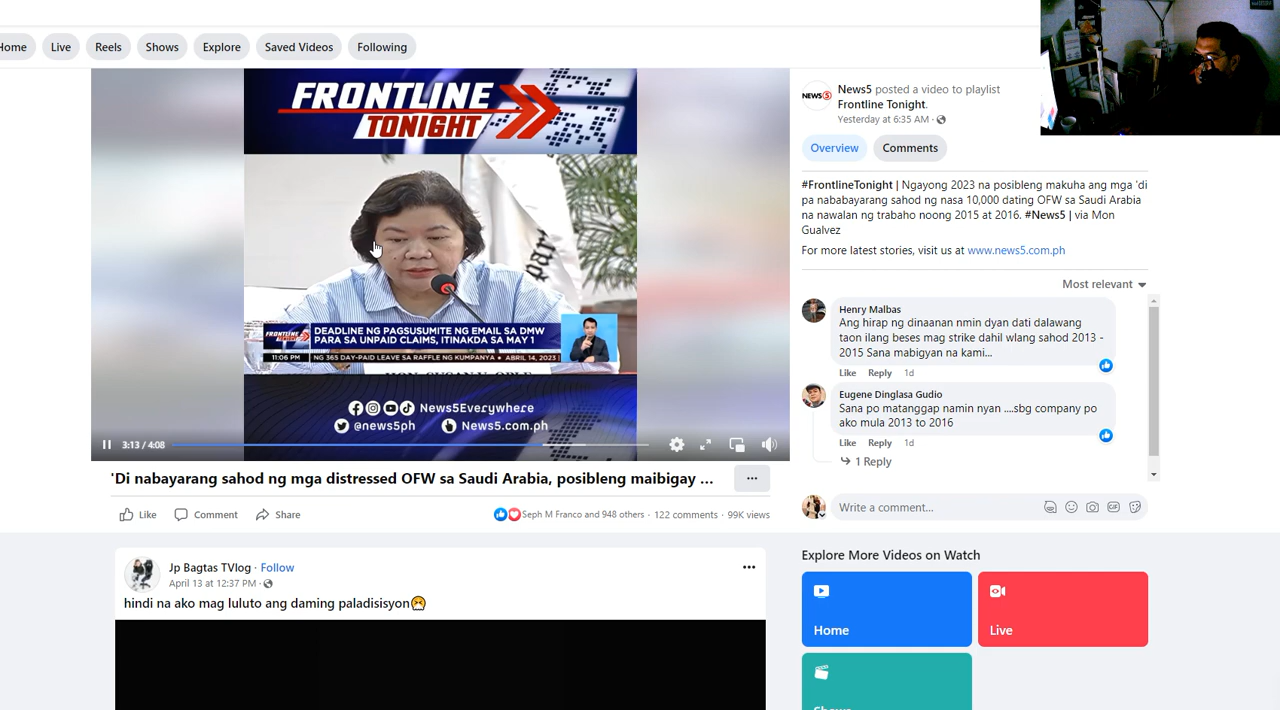 Home
Live
Reels
Shows
Explore
Saved Videos
Following
FRONTLINE
TONIGHT
DEADLINE NG PAGSUSUMITE NG EMAIL SA DMW
PARA SA UNPAID CLAIMS, ITINAKDA SA MAY 1
11:06 PM
NG 365 DAY-PAID LEAVE SA RAFFLE NG KUMPANYA • ABRIL 14, 2023
News5Everywhere
@news5ph
News5.com.ph
3:13 / 4:08
'Di nabayarang sahod ng mga distressed OFW sa Saudi Arabia, posibleng maibigay ...
Like
Comment
Share
Seph M Franco and 948 others · 122 comments · 99K views
Jp Bagtas TVlog · Follow
April 13 at 12:37 PM ·
hindi na ako mag luluto ang daming paladisisyon
NEWS5
News5 posted a video to playlist
Frontline Tonight.
Yesterday at 6:35 AM ·
Overview
Comments
#FrontlineTonight | Ngayong 2023 na posibleng makuha ang mga 'di
pa nababayarang sahod ng nasa 10,000 dating OFW sa Saudi Arabia
na nawalan ng trabaho noong 2015 at 2016. #News5 | via Mon
Gualvez
For more latest stories, visit us at www.news5.com.ph
Most relevant
Henry Malbas
Ang hirap ng dinaanan nmin dyan dati dalawang
taon ilang beses mag strike dahil wlang sahod 2013 -
2015 Sana mabigyan na kami...
Like Reply 1d
Eugene Dinglasa Gudio
Sana po matanggap namin nyan ....sbg company po
ako mula 2013 to 2016
Like Reply 1d
1 Reply
Write a comment...
Explore More Videos on Watch
Home
Live